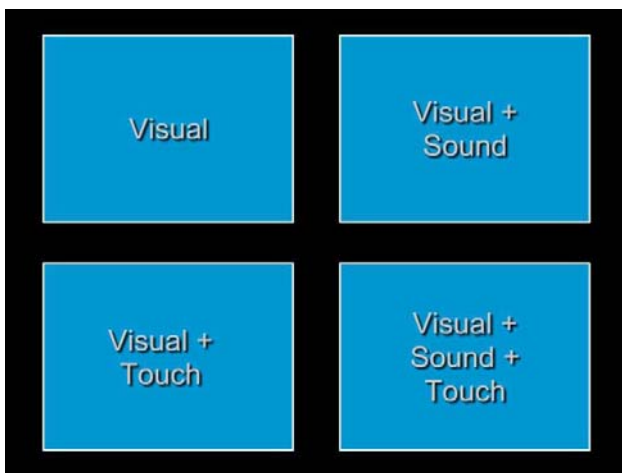 Visual
Visual +
Sound
Visual +
Touch
Visual +
Sound +
Touch